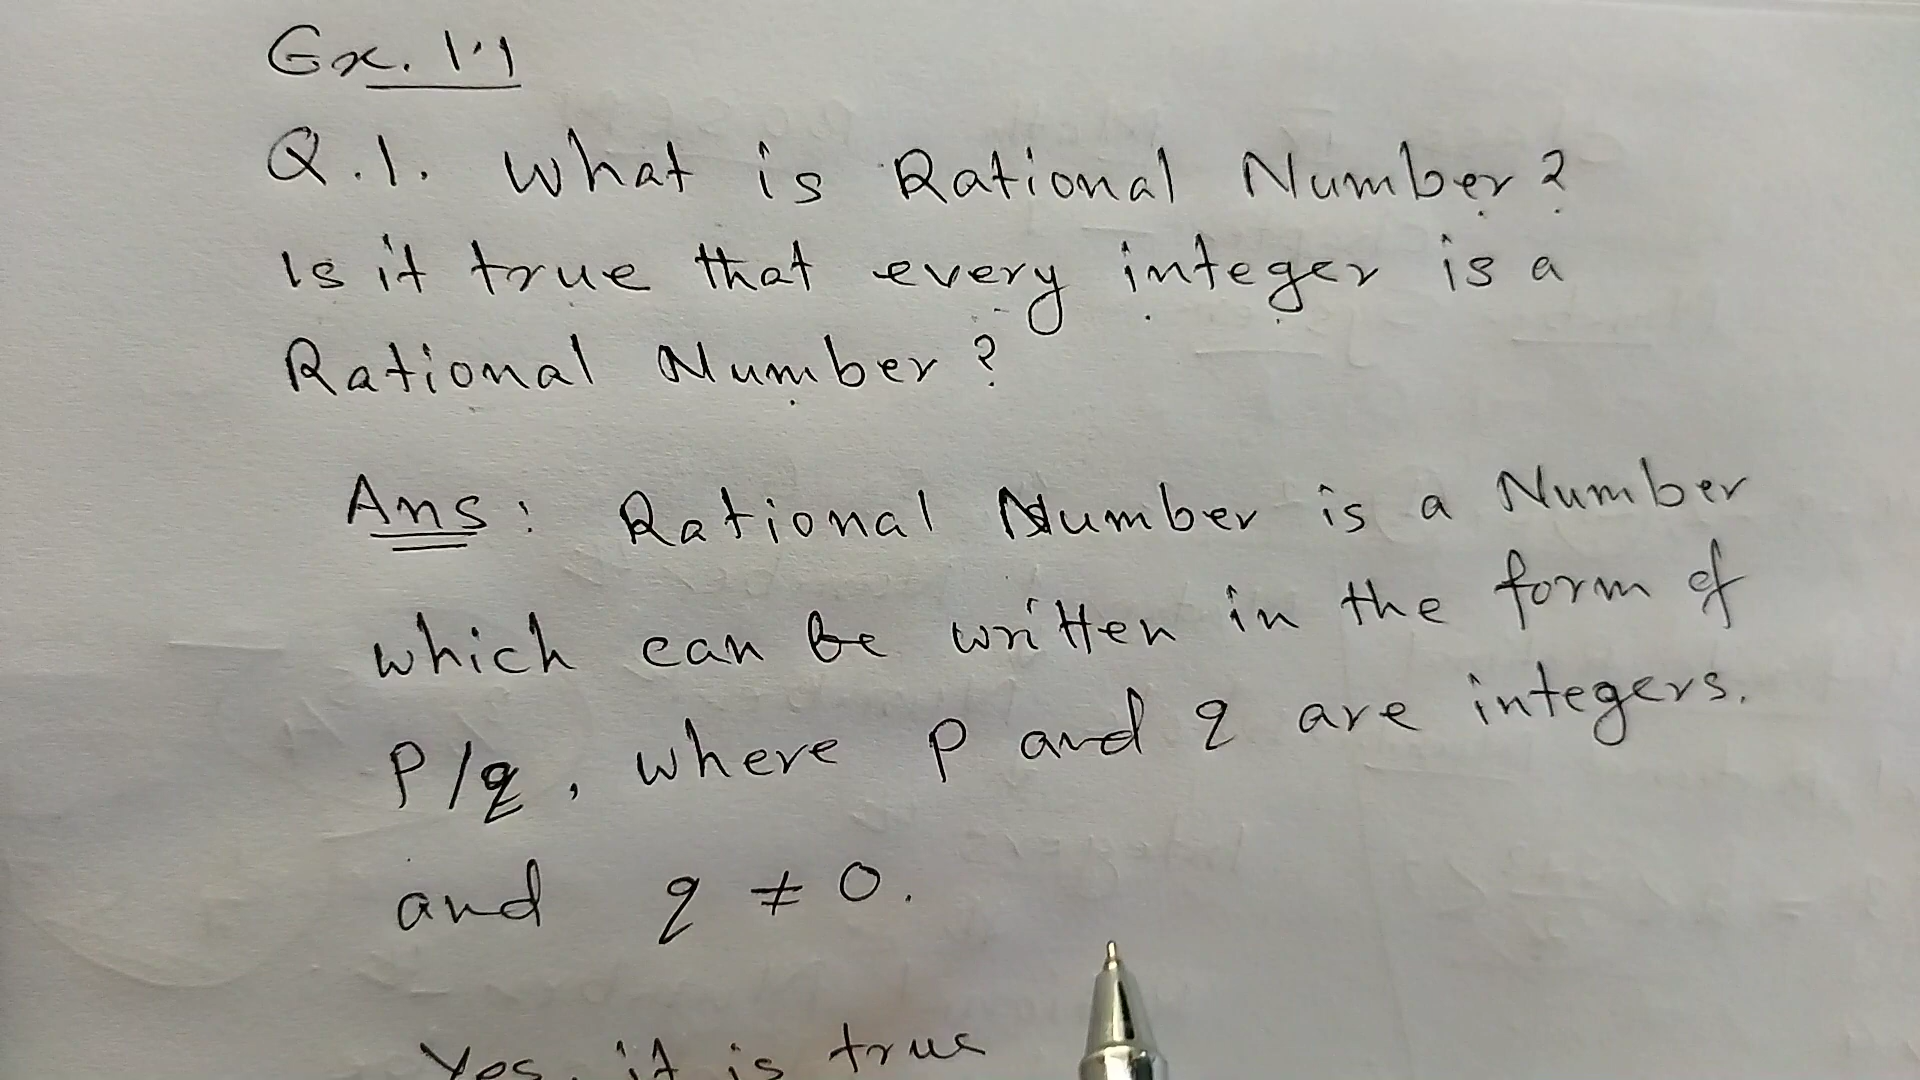 Ex. 1.1
Q.1. What is Rational Number?
Is it true that every integer is a
Rational Number?
Ans: Rational Number is a Number
which can be written in the form of
P/q, where p and q are integers.
and q ≠ 0.
Yes, it is true